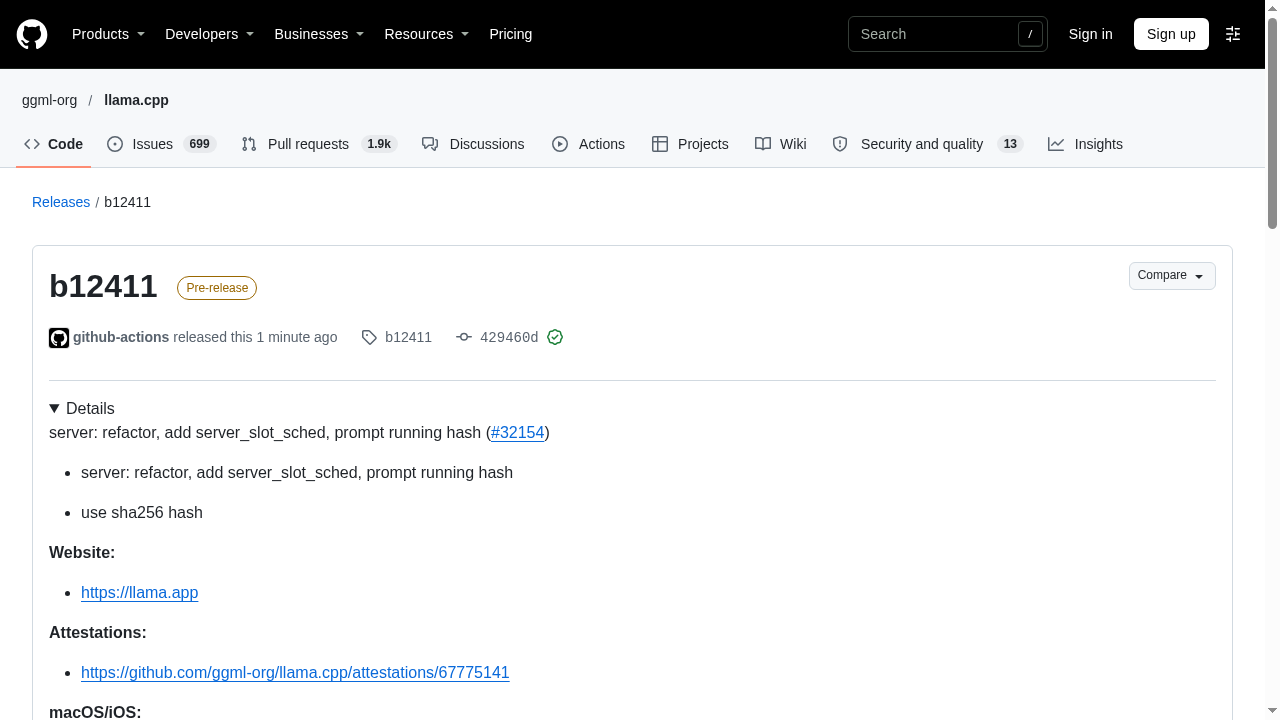 Products Developers Businesses Resources Pricing Search / Sign in Sign up
ggml-org / llama.cpp
Code Issues 699 Pull requests 1.9k Discussions Actions Projects Wiki Security and quality 13 Insights
Releases / b12411
b12411 Pre-release Compare
github-actions released this 1 minute ago b12411 429460d
Details
server: refactor, add server_slot_sched, prompt running hash (#32154)
server: refactor, add server_slot_sched, prompt running hash
use sha256 hash
Website:
https://llama.app
Attestations:
https://github.com/ggml-org/llama.cpp/attestations/67775141
macOS/iOS: